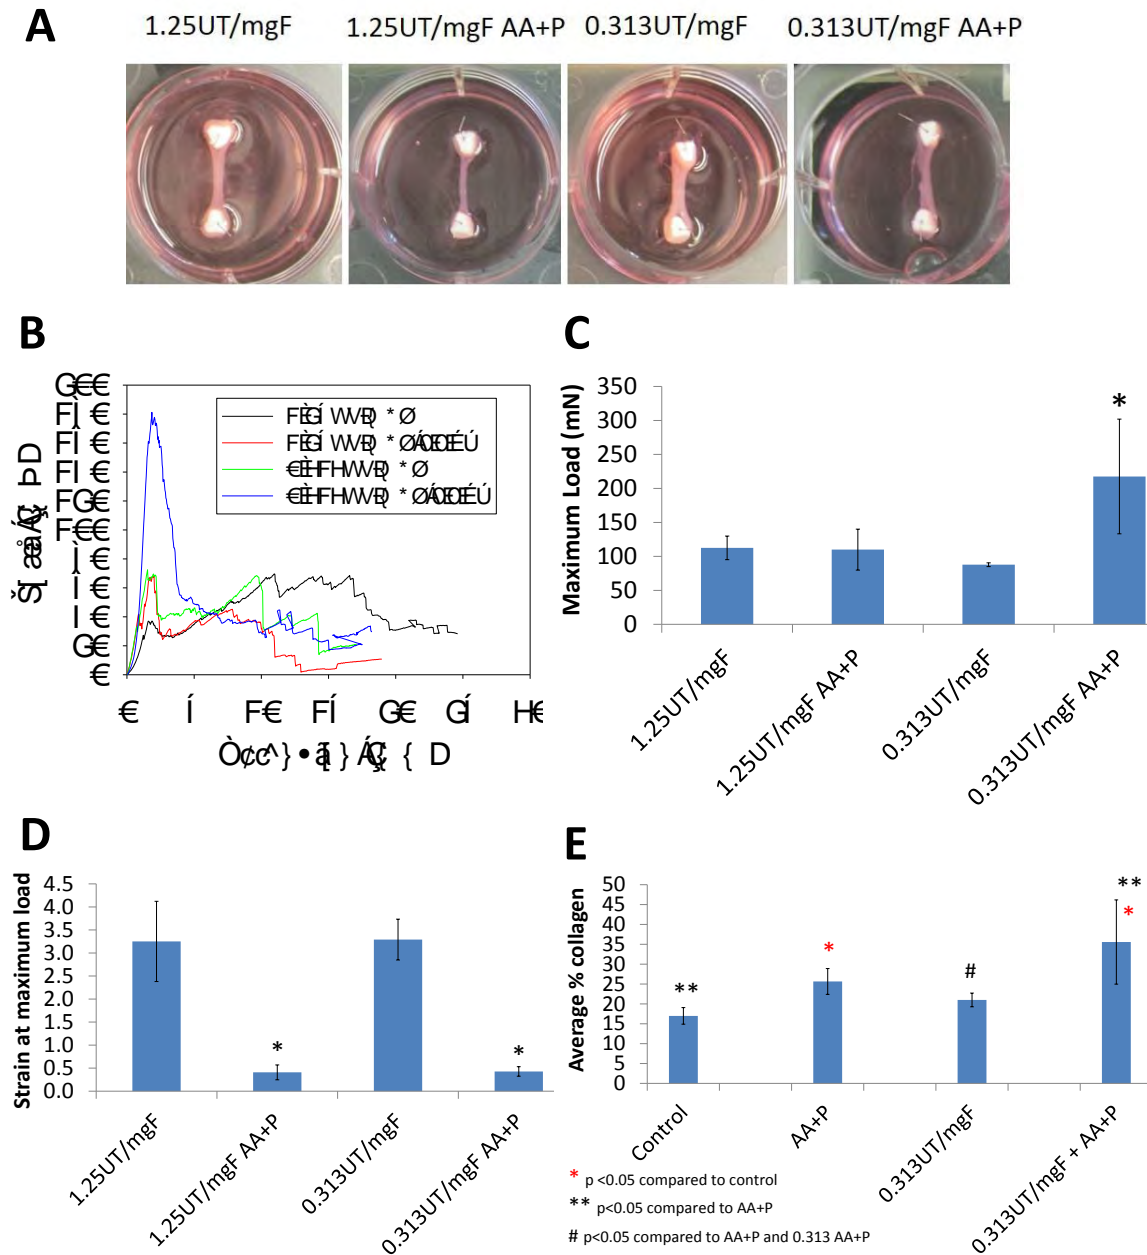 A
1.25UT/mgF
1.25UT/mgF AA+P
0.313UT/mgF
0.313UT/mgF AA+P
B
G€€
FÌ €
FÎ €
FI €
FG€
F€€
Ì €
Î €
I €
G€
€
€ Í F€ FÍ G€ GÍ H€
C
Maximum Load (mN)
350
300
250
200
150
100
50
0
*
1.25UT/mgF
1.25UT/mgF AA+P
0.313UT/mgF
0.313UT/mgF AA+P
D
Strain at maximum load
4.5
4.0
3.5
3.0
2.5
2.0
1.5
1.0
0.5
0.0
*
*
1.25UT/mgF
1.25UT/mgF AA+P
0.313UT/mgF
0.313UT/mgF AA+P
E
Average % collagen
50
45
40
35
30
25
20
15
10
5
0
**
*
#
**
*
Control
AA+P
0.313UT/mgF
0.313UT/mgF + AA+P
* p <0.05 compared to control
** p<0.05 compared to AA+P
# p<0.05 compared to AA+P and 0.313 AA+P